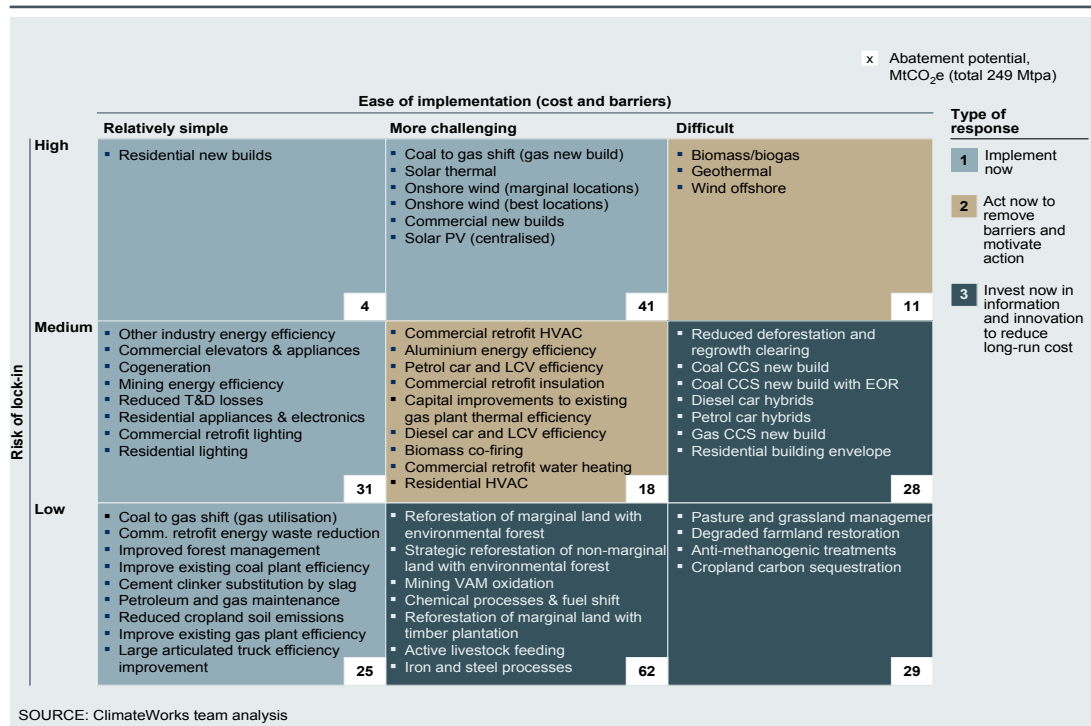 x Abatement potential,
MtCO2e (total 249 Mtpa)
Ease of implementation (cost and barriers)
Relatively simple
More challenging
Difficult
Type of
response
1 Implement
now
2 Act now to
remove
barriers and
motivate
action
3 Invest now in
information
and innovation
to reduce
long-run cost
Risk of lock-in
High
▪ Residential new builds
4
▪ Coal to gas shift (gas new build)
▪ Solar thermal
▪ Onshore wind (marginal locations)
▪ Onshore wind (best locations)
▪ Commercial new builds
▪ Solar PV (centralised)
41
▪ Biomass/biogas
▪ Geothermal
▪ Wind offshore
11
Medium
▪ Other industry energy efficiency
▪ Commercial elevators & appliances
▪ Cogeneration
▪ Mining energy efficiency
▪ Reduced T&D losses
▪ Residential appliances & electronics
▪ Commercial retrofit lighting
▪ Residential lighting
31
▪ Commercial retrofit HVAC
▪ Aluminium energy efficiency
▪ Petrol car and LCV efficiency
▪ Commercial retrofit insulation
▪ Capital improvements to existing
gas plant thermal efficiency
▪ Diesel car and LCV efficiency
▪ Biomass co-firing
▪ Commercial retrofit water heating
▪ Residential HVAC
18
▪ Reduced deforestation and
regrowth clearing
▪ Coal CCS new build
▪ Coal CCS new build with EOR
▪ Diesel car hybrids
▪ Petrol car hybrids
▪ Gas CCS new build
▪ Residential building envelope
28
Low
▪ Coal to gas shift (gas utilisation)
▪ Comm. retrofit energy waste reduction
▪ Improved forest management
▪ Improve existing coal plant efficiency
▪ Cement clinker substitution by slag
▪ Petroleum and gas maintenance
▪ Reduced cropland soil emissions
▪ Improve existing gas plant efficiency
▪ Large articulated truck efficiency
improvement
25
▪ Reforestation of marginal land with
environmental forest
▪ Strategic reforestation of non-marginal
land with environmental forest
▪ Mining VAM oxidation
▪ Chemical processes & fuel shift
▪ Reforestation of marginal land with
timber plantation
▪ Active livestock feeding
▪ Iron and steel processes
62
▪ Pasture and grassland managemen
▪ Degraded farmland restoration
▪ Anti-methanogenic treatments
▪ Cropland carbon sequestration
29
SOURCE: ClimateWorks team analysis